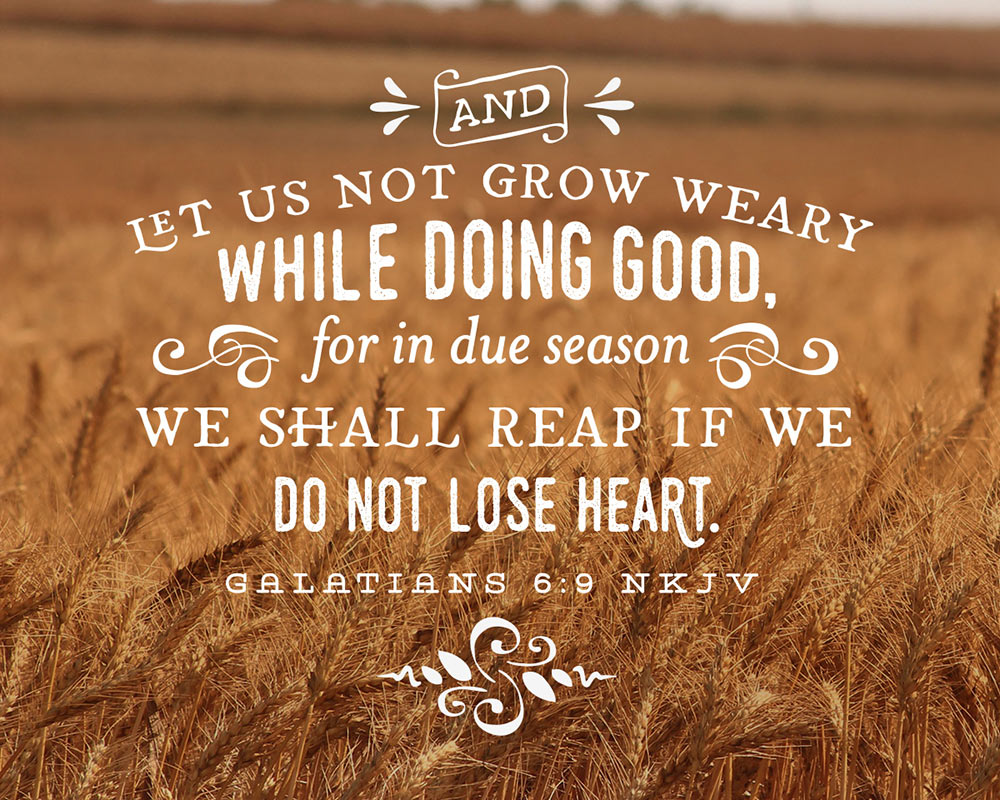 AND
LET US NOT GROW WEARY
WHILE DOING GOOD,
for in due season
WE SHALL REAP IF WE
DO NOT LOSE HEART.
GALATIANS 6:9 NKJV